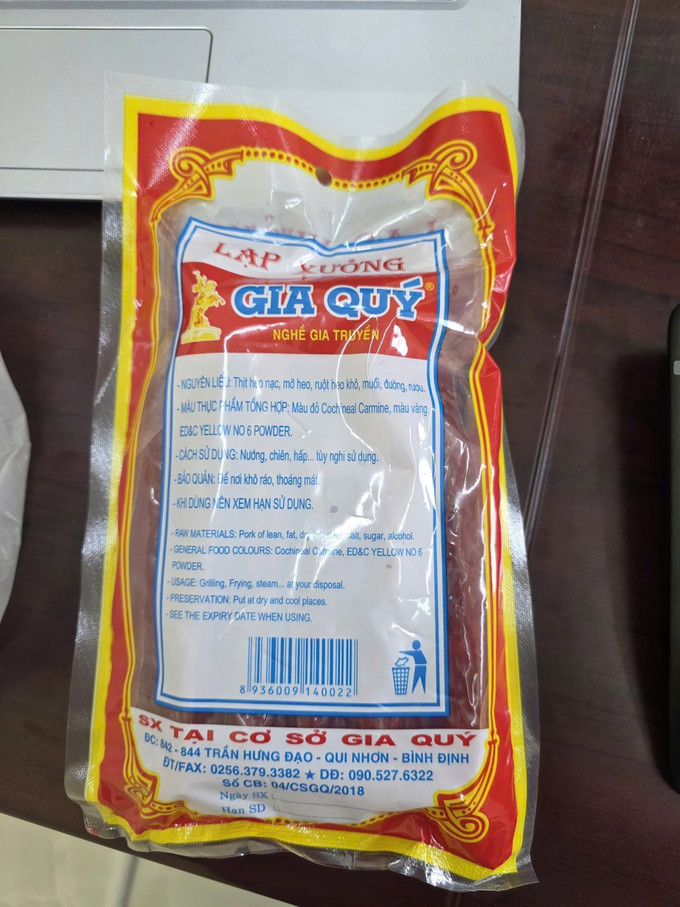 LẠP XƯỞNG
GIA QUÝ®
NGHỀ GIA TRUYỀN
- NGUYÊN LIỆU: Thịt heo nạc, mỡ heo, ruột heo khô, muối, đường, rượu.
- MÀU THỰC PHẨM TỔNG HỢP: Màu đỏ Cochineal Carmine, màu vàng
ED&C YELLOW NO 6 POWDER.
- CÁCH SỬ DỤNG: Nướng, chiên, hấp... tùy nghi sử dụng.
- BẢO QUẢN: Để nơi khô ráo, thoáng mát.
- KHI DÙNG NÊN XEM HẠN SỬ DỤNG.
- RAW MATERIALS: Pork of lean, fat, salt, sugar, alcohol.
- GENERAL FOOD COLOURS: Cochineal Carmine, ED&C YELLOW NO 6
POWDER.
- USAGE: Grilling, Frying, steam... at your disposal.
- PRESERVATION: Put at dry and cool places.
- SEE THE EXPIRY DATE WHEN USING.
8 936009 140022
SX TẠI CƠ SỞ GIA QUÝ
ĐC: 842 - 844 TRẦN HƯNG ĐẠO - QUI NHƠN - BÌNH ĐỊNH
ĐT/FAX: 0256.379.3382 ★ DĐ: 090.527.6322
Số CB: 04/CSGQ/2018
Ngày SX :
Hạn SD :